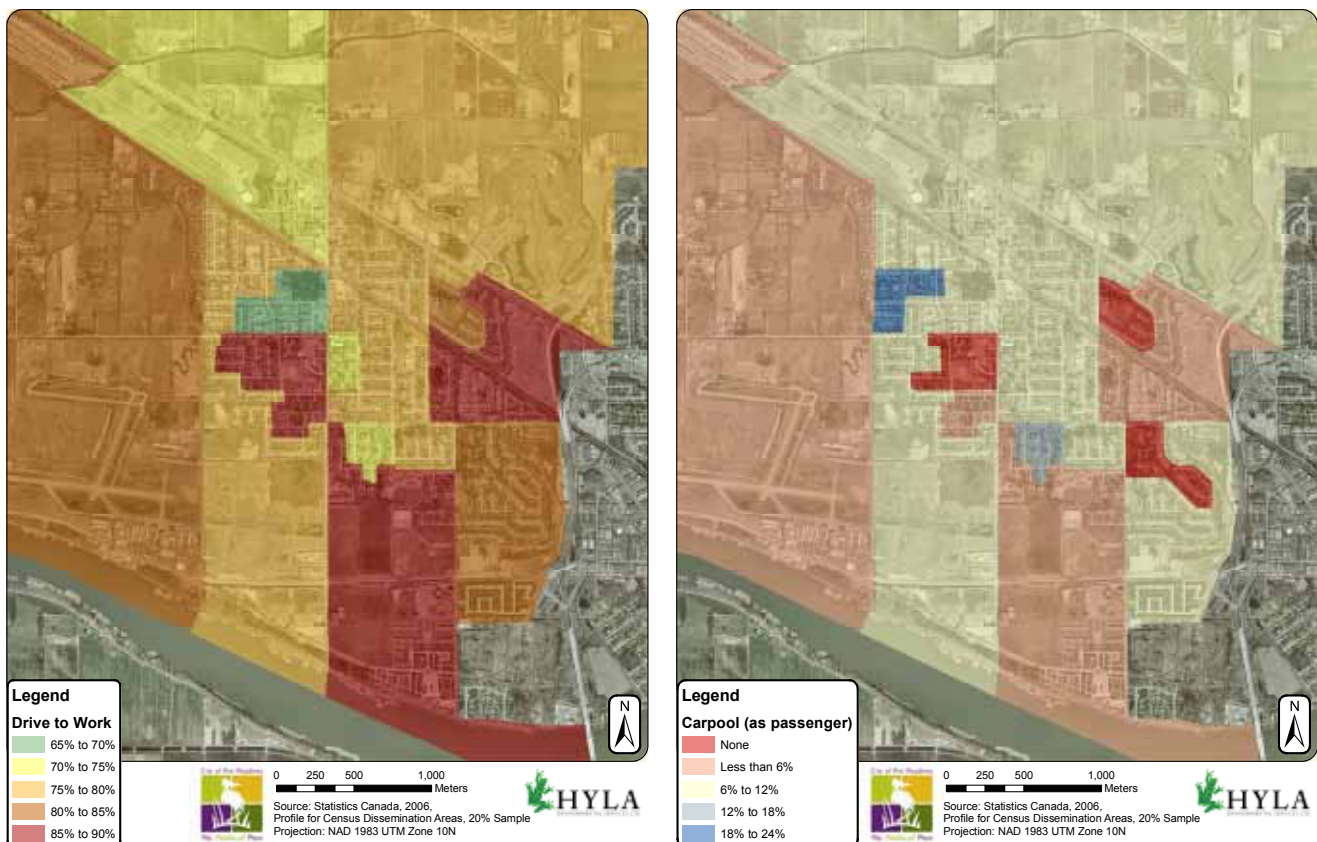 N
Legend
Drive to Work
65% to 70%
70% to 75%
75% to 80%
80% to 85%
85% to 90%
0 250 500 1,000
Meters
Source: Statistics Canada, 2006,
Profile for Census Dissemination Areas, 20% Sample
Projection: NAD 1983 UTM Zone 10N
HYLA
N
Legend
Carpool (as passenger)
None
Less than 6%
6% to 12%
12% to 18%
18% to 24%
0 250 500 1,000
Meters
Source: Statistics Canada, 2006,
Profile for Census Dissemination Areas, 20% Sample
Projection: NAD 1983 UTM Zone 10N
HYLA